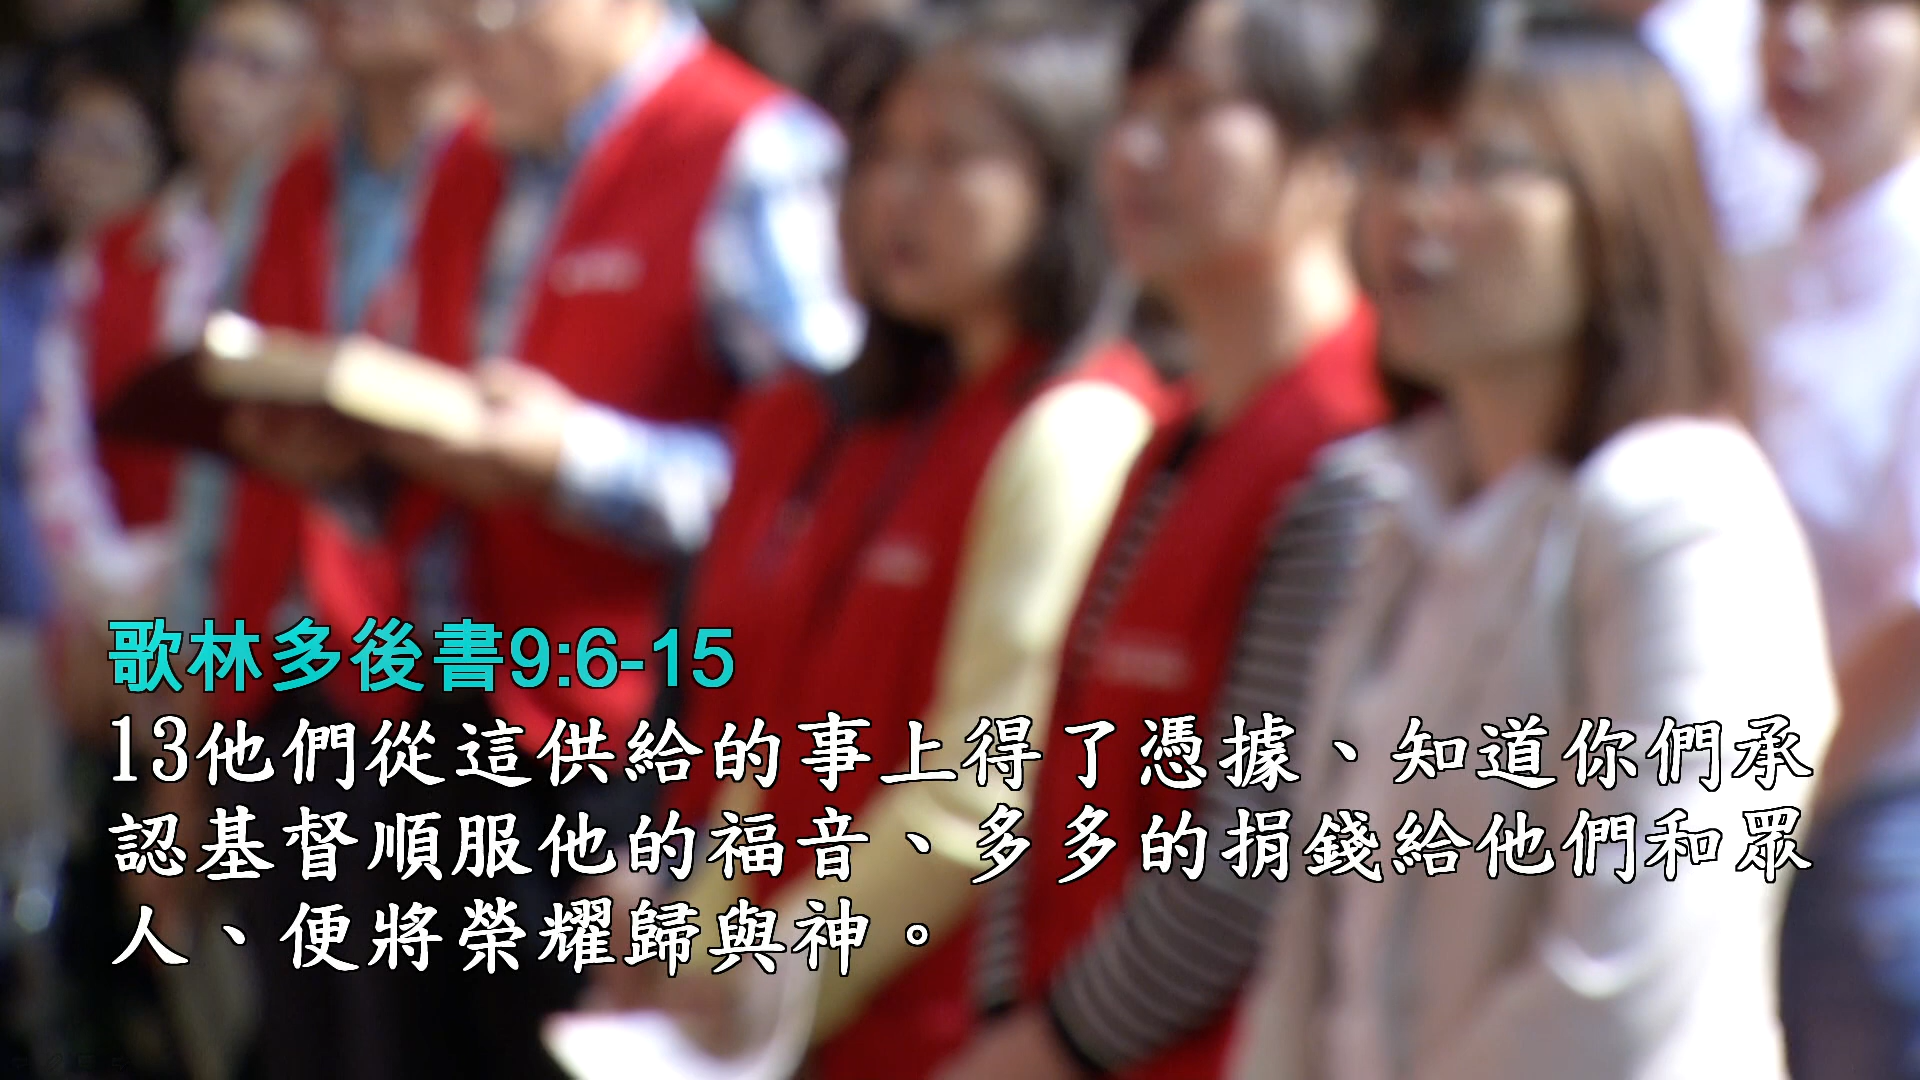 歌林多後書9:6-15
13他們從這供給的事上得了憑據、知道你們承
認基督順服他的福音、多多的捐錢給他們和眾
人、便將榮耀歸與神。